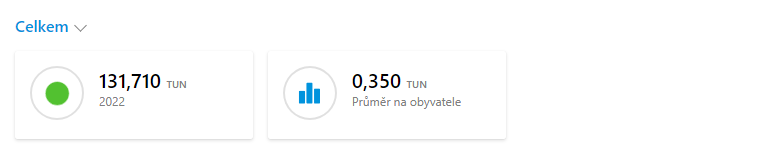 Celkem
131,710 TUN
2022
0,350 TUN
Průměr na obyvatele